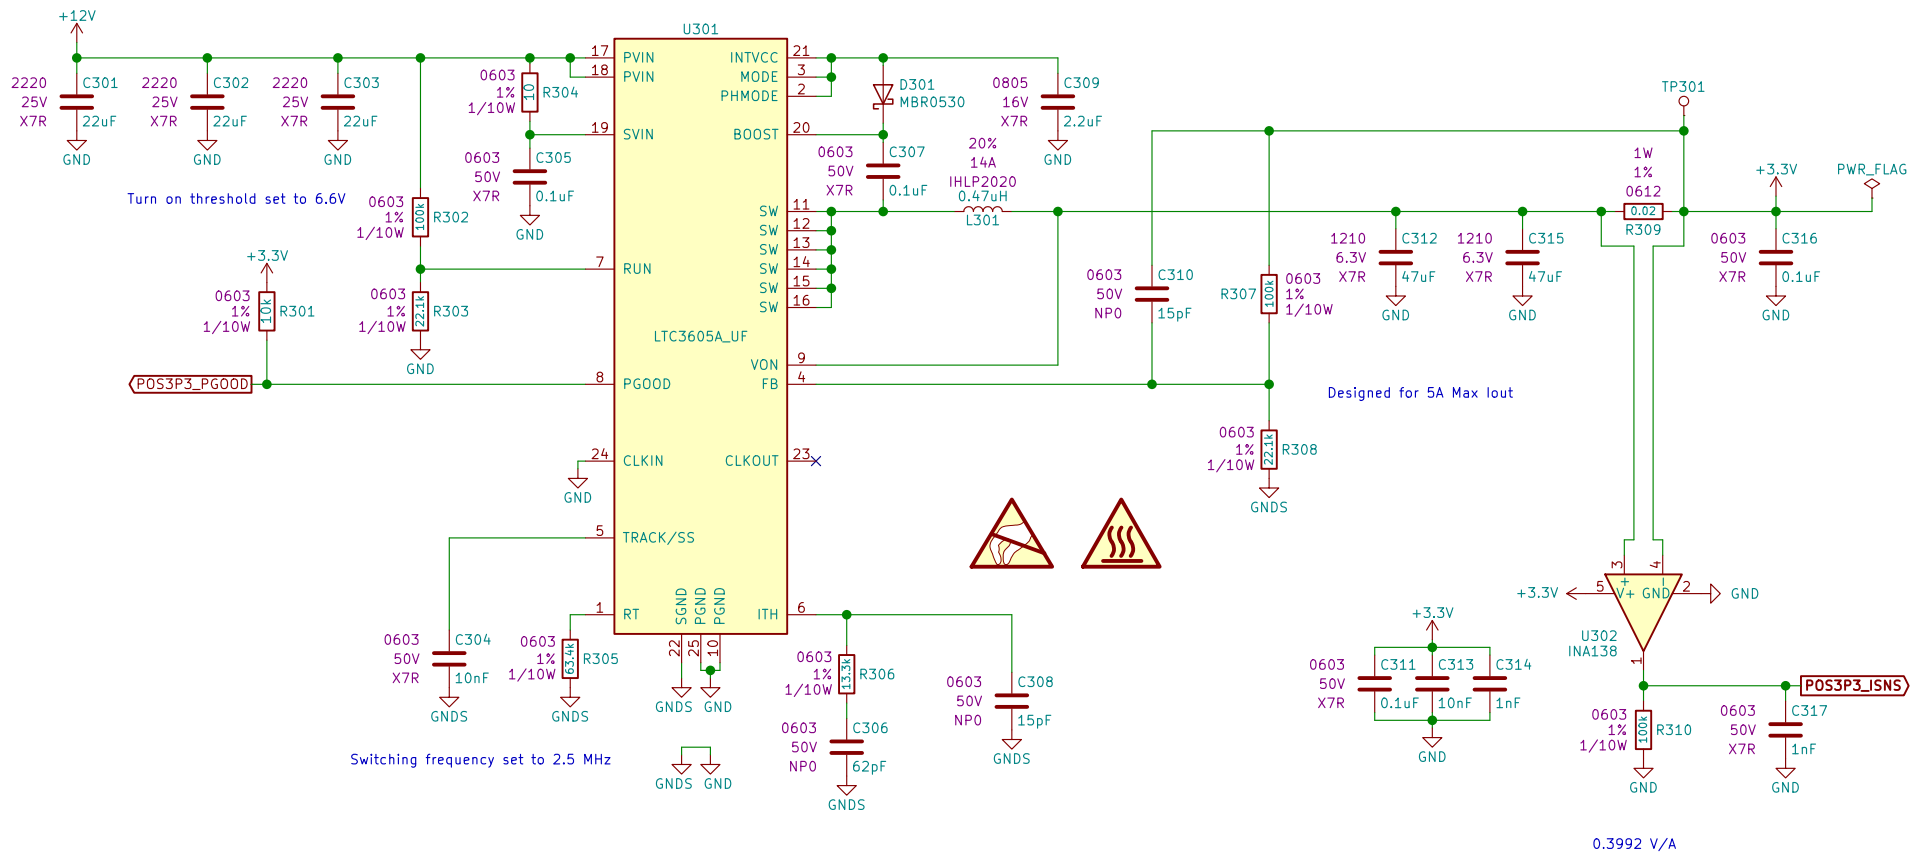 +12V
2220
25V
X7R
C301
22uF
GND
2220
25V
X7R
C302
22uF
GND
2220
25V
X7R
C303
22uF
GND
Turn on threshold set to 6.6V
0603
1%
1/10W
10
R304
0603
50V
X7R
C305
0.1uF
GND
0603
1%
1/10W
100k
R302
0603
1%
1/10W
22.1k
R303
GND
+3.3V
0603
1%
1/10W
10k
R301
POS3P3_PGOOD
GND
0603
50V
X7R
C304
10nF
GNDS
0603
1%
1/10W
63.4k
R305
GNDS
Switching frequency set to 2.5 MHz
U301
17 PVIN
18 PVIN
19 SVIN
7 RUN
8 PGOOD
24 CLKIN
5 TRACK/SS
1 RT
INTVCC 21
MODE 3
PHMODE 2
BOOST 20
SW 11
SW 12
SW 13
SW 14
SW 15
SW 16
LTC3605A_UF
VON 9
FB 4
CLKOUT 23
ITH 6
SGND 22
PGND 25
PGND 10
GNDS
GND
GNDS
GND
D301
MBR0530
0805
16V
X7R
C309
2.2uF
GND
0603
50V
X7R
C307
0.1uF
20%
14A
IHLP2020
0.47uH
L301
0603
50V
NP0
C310
15pF
R307
100k
0603
1%
1/10W
0603
1%
1/10W
22.1k
R308
GNDS
0603
1%
1/10W
13.3k
R306
0603
50V
NP0
C306
62pF
GNDS
0603
50V
NP0
C308
15pF
GNDS
1210
6.3V
X7R
C312
47uF
GND
1210
6.3V
X7R
C315
47uF
GND
Designed for 5A Max Iout
TP301
1W
1%
0612
0.02
R309
+3.3V
PWR_FLAG
0603
50V
X7R
C316
0.1uF
GND
3
4
+
-
+3.3V
5
V+
GND
2
GND
U302
INA138
1
POS3P3_ISNS
0603
1%
1/10W
100k
R310
GND
0603
50V
X7R
C317
1nF
GND
+3.3V
0603
50V
X7R
C311
0.1uF
C313
10nF
C314
1nF
GND
0.3992 V/A